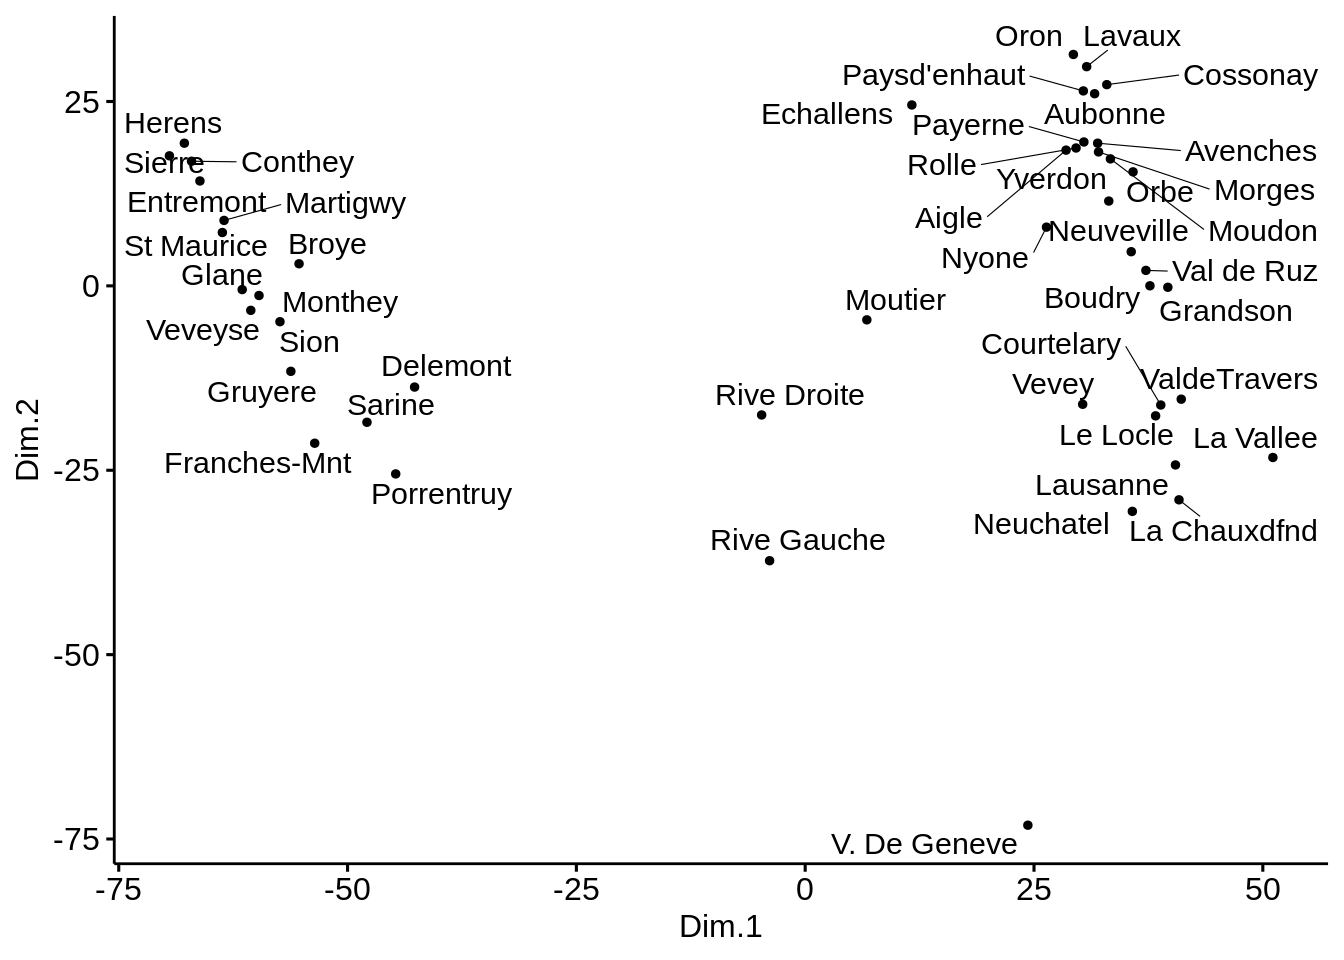 Oron Lavaux
Paysd'enhaut Cossonay
25
Echallens Aubonne
Herens Payerne
Sierre Conthey Rolle Avenches
Yverdon
Entremont Martigwy Orbe Morges
Aigle
St Maurice Broye Neuveville Moudon
Nyone
Glane Val de Ruz
0
Monthey Moutier Boudry
Grandson
Veveyse Sion Courtelary
Delemont ValdeTravers
Gruyere Rive Droite Vevey
Sarine
Le Locle La Vallee
Dim.2
-25
Franches-Mnt
Porrentruy Lausanne
Neuchatel La Chauxdfnd
Rive Gauche
-50
-75
V. De Geneve
-75 -50 -25 0 25 50
Dim.1